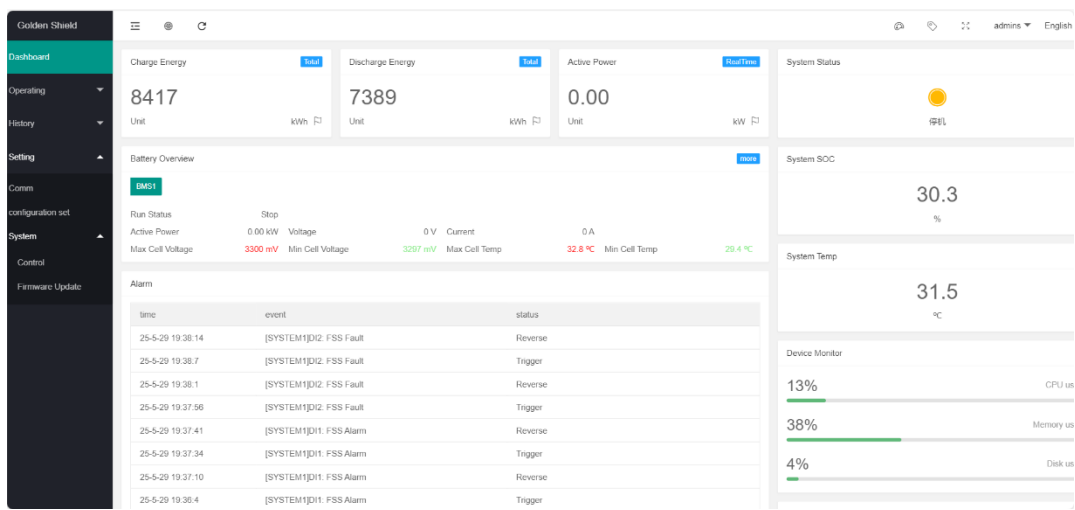 Golden Shield
admins
English
Dashboard
Operating
History
Setting
Comm
configuration set
System
Control
Firmware Update
Charge Energy Total
8417
Unit kWh
Discharge Energy Total
7389
Unit kWh
Active Power RealTime
0.00
Unit kW
System Status
停机
Battery Overview more
BMS1
Run Status Stop
Active Power 0.00 kW Voltage 0 V Current 0 A
Max Cell Voltage 3300 mV Min Cell Voltage 3297 mV Max Cell Temp 32.8 ºC Min Cell Temp 28.4 ºC
System SOC
30.3
%
System Temp
31.5
ºC
Alarm
time event status
25-5-29 19:38:14 [SYSTEM1]DI2: FSS Fault Reverse
25-5-29 19:38:7 [SYSTEM1]DI2: FSS Fault Trigger
25-5-29 19:38:1 [SYSTEM1]DI2: FSS Fault Reverse
25-5-29 19:37:56 [SYSTEM1]DI2: FSS Fault Trigger
25-5-29 19:37:41 [SYSTEM1]DI1: FSS Alarm Reverse
25-5-29 19:37:34 [SYSTEM1]DI1: FSS Alarm Trigger
25-5-29 19:37:10 [SYSTEM1]DI1: FSS Alarm Reverse
25-5-29 19:36:4 [SYSTEM1]DI1: FSS Alarm Trigger
Device Monitor
13% CPU us
38% Memory us
4% Disk us